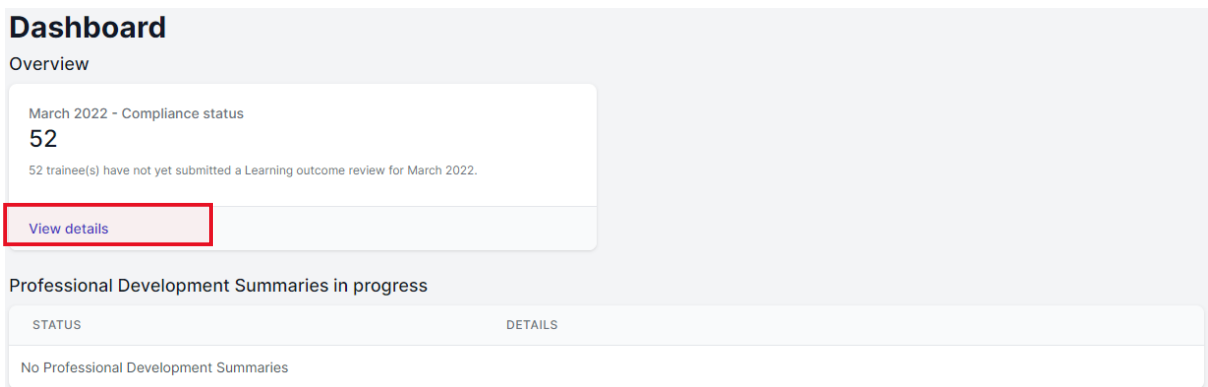 Dashboard
Overview
March 2022 - Compliance status
52
52 trainee(s) have not yet submitted a Learning outcome review for March 2022.
View details
Professional Development Summaries in progress
STATUS DETAILS
No Professional Development Summaries